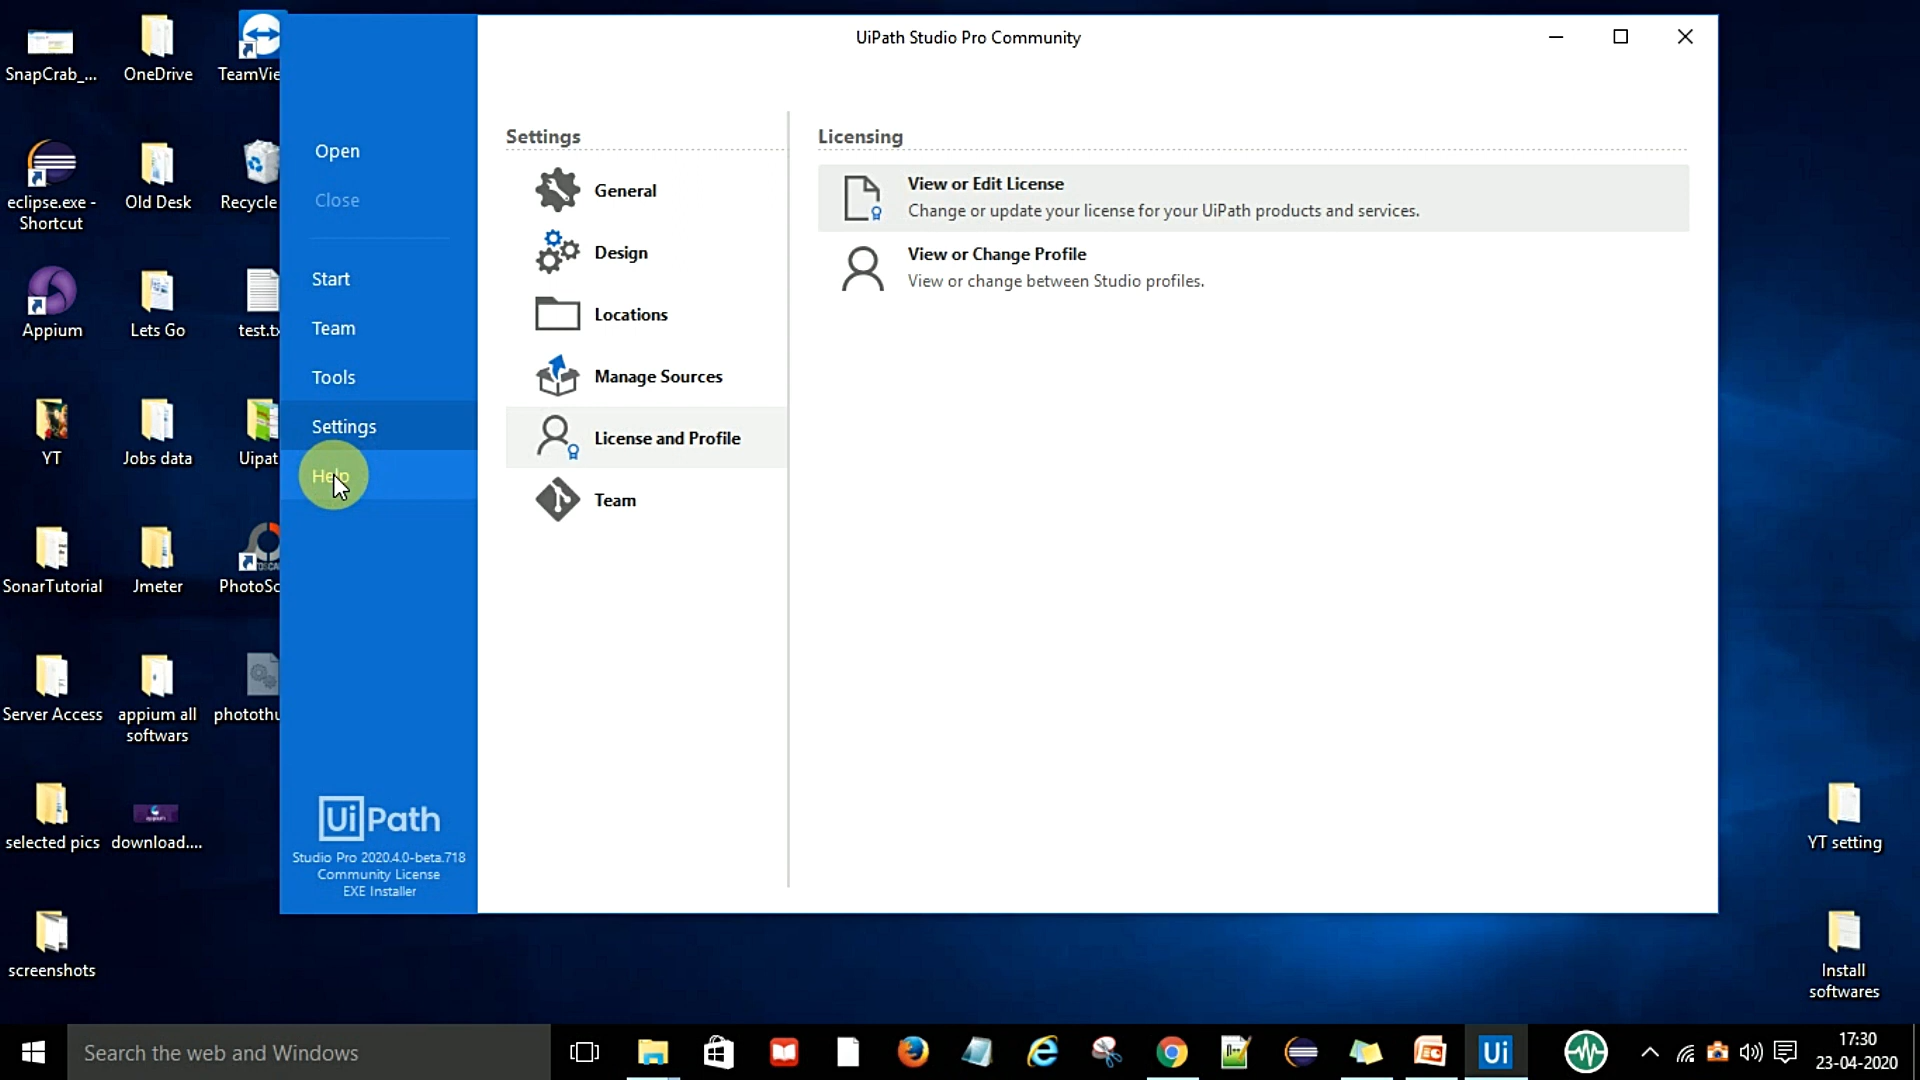 SnapCrab_...
OneDrive
TeamVie
eclipse.exe -
Shortcut
Old Desk
Recycle
Appium
Lets Go
test.tx
YT
Jobs data
Uipat
SonarTutorial
Jmeter
PhotoSc
Server Access
appium all
softwars
photothu
selected pics
download....
screenshots
UiPath Studio Pro Community
Open
Close
Start
Team
Tools
Settings
Help
UiPath
Studio Pro 2020.4.0-beta.718
Community License
EXE Installer
Settings
General
Design
Locations
Manage Sources
License and Profile
Team
Licensing
View or Edit License
Change or update your license for your UiPath products and services.
View or Change Profile
View or change between Studio profiles.
YT setting
Install
softwares
Search the web and Windows
Ui
17:30
23-04-2020